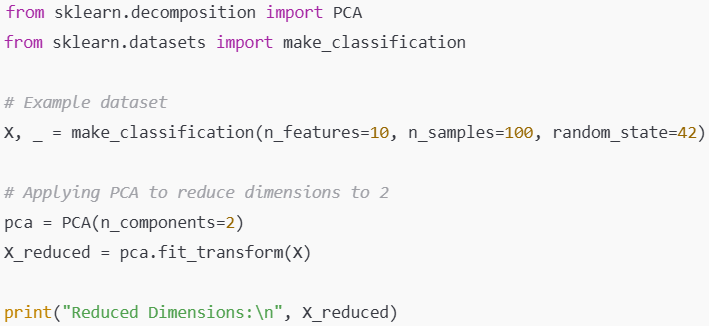 from sklearn.decomposition import PCA
from sklearn.datasets import make_classification
# Example dataset
X, _ = make_classification(n_features=10, n_samples=100, random_state=42)
# Applying PCA to reduce dimensions to 2
pca = PCA(n_components=2)
X_reduced = pca.fit_transform(X)
print("Reduced Dimensions:\n", X_reduced)